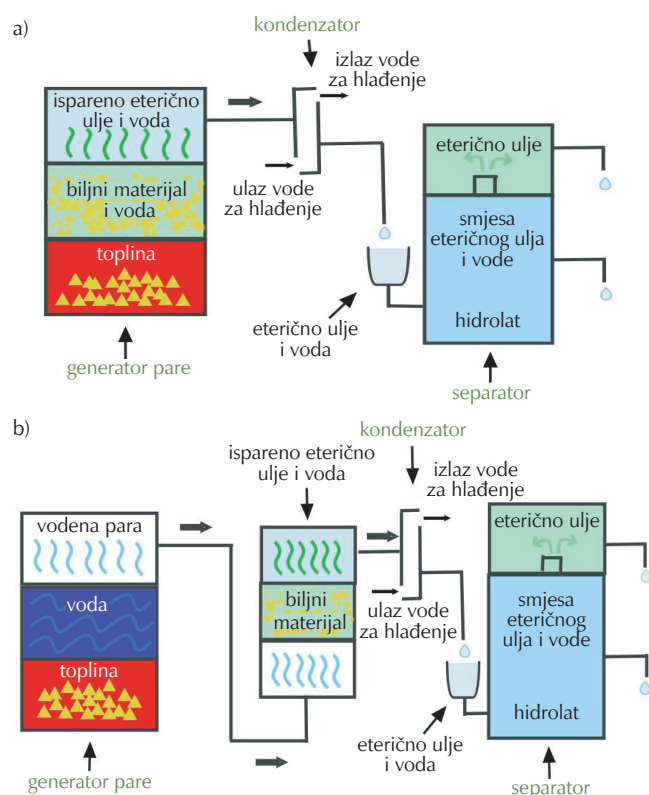 a)
kondenzator
izlaz vode
za hlađenje
ispareno eterično
ulje i voda
eterično ulje
biljni materijal
i voda
ulaz vode
za hlađenje
smjesa
eteričnog ulja
i vode
toplina
eterično ulje
i voda
hidrolat
generator pare
separator
b)
kondenzator
ispareno eterično
ulje i voda
izlaz vode
za hlađenje
vodena para
eterično ulje
voda
biljni
materijal
ulaz vode
za hlađenje
smjesa
eteričnog
ulja i vode
toplina
hidrolat
eterično ulje
i voda
generator pare
separator